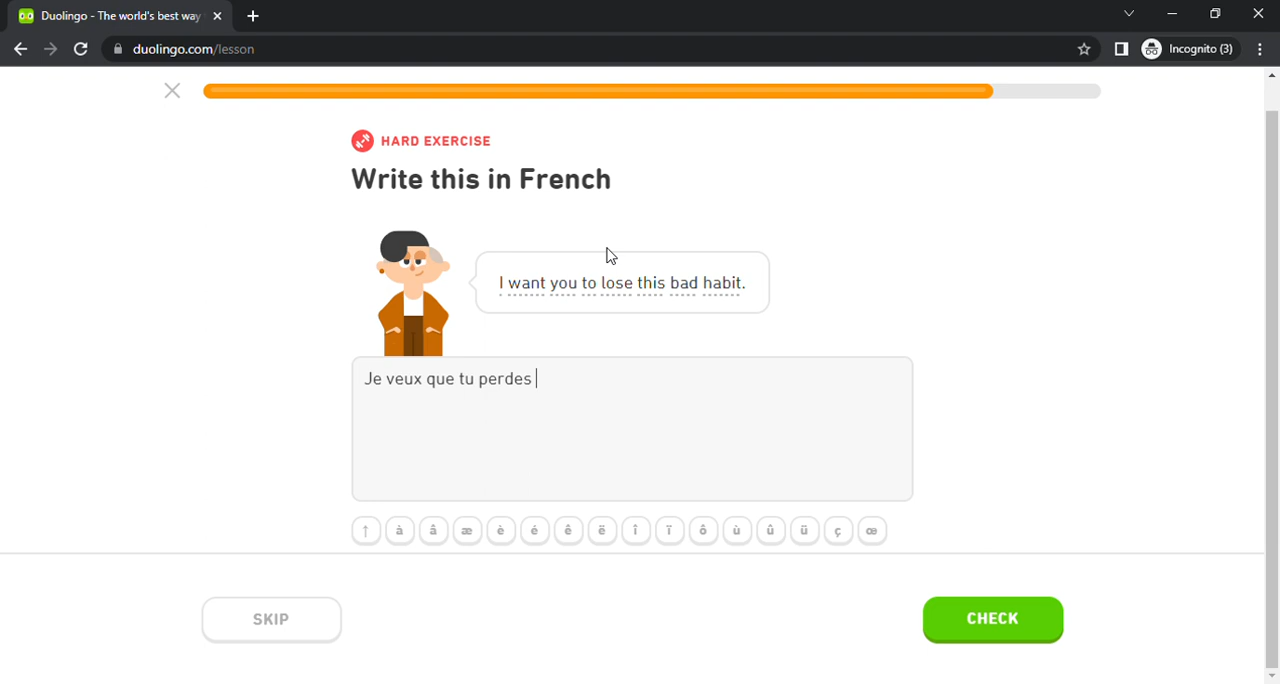 Duolingo - The world's best way
duolingo.com/lesson
Incognito (3)
HARD EXERCISE
Write this in French
I want you to lose this bad habit.
Je veux que tu perdes
↑ à â æ è é ê ë î ï ô ù û ü ç œ
SKIP
CHECK